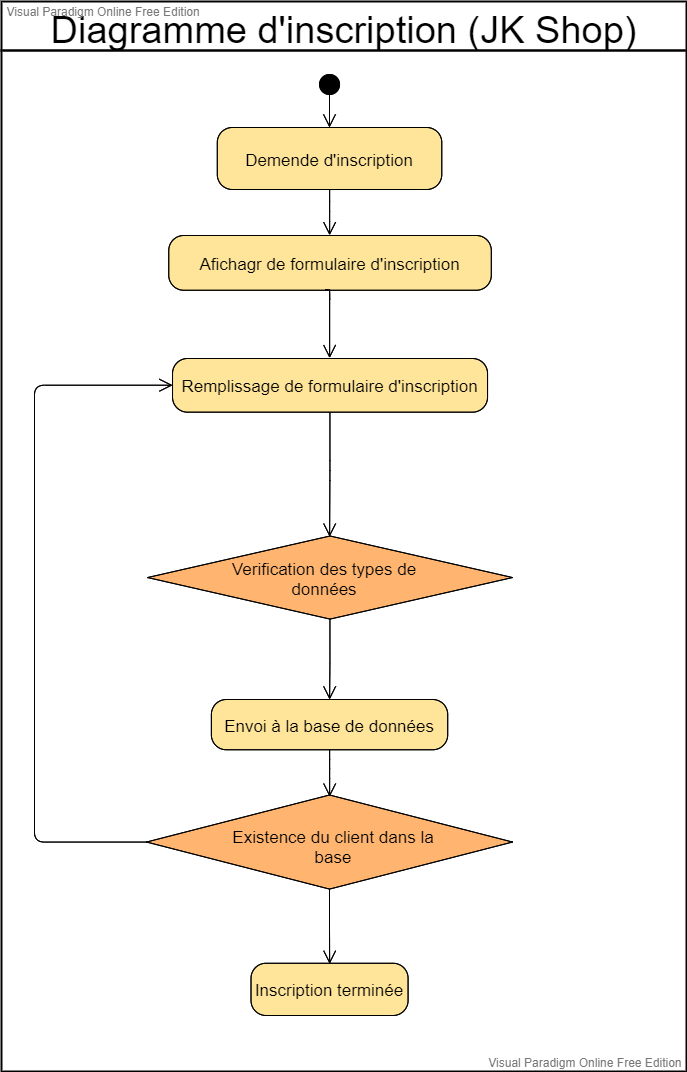 Visual Paradigm Online Free Edition
Diagramme d'inscription (JK Shop)
Demende d'inscription
Afichagr de formulaire d'inscription
Remplissage de formulaire d'inscription
Verification des types de
données
Envoi à la base de données
Existence du client dans la
base
Inscription terminée
Visual Paradigm Online Free Edition